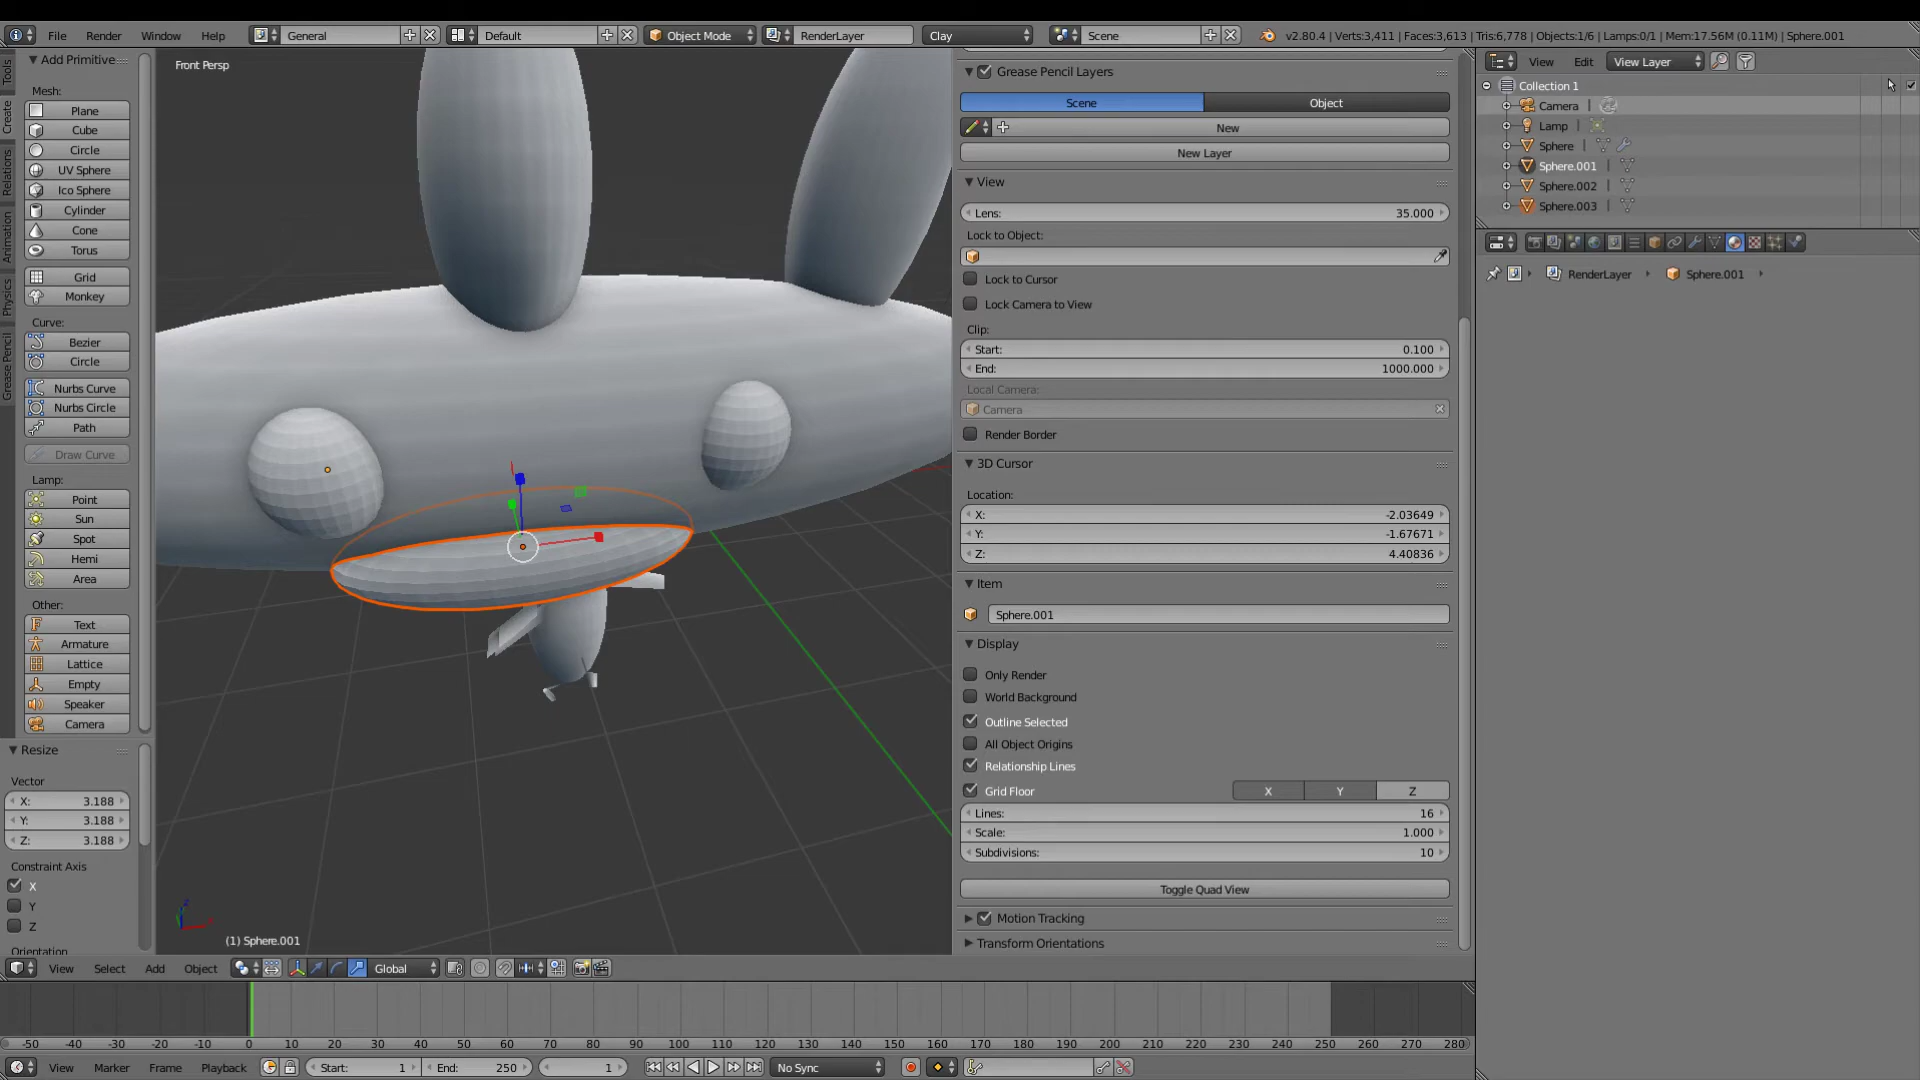 File Render Window Help General Default Object Mode RenderLayer Clay Scene v2.80.4 | Verts:3,411 | Faces:3,613 | Tris:6,778 | Objects:1/6 | Lamps:0/1 | Mem:17.56M (0.11M) | Sphere.001
Tools
Create
Relations
Animation
Physics
Grease Pencil
Add Primitive
Mesh:
Plane
Cube
Circle
UV Sphere
Ico Sphere
Cylinder
Cone
Torus
Grid
Monkey
Curve:
Bezier
Circle
Nurbs Curve
Nurbs Circle
Path
Draw Curve
Lamp:
Point
Sun
Spot
Hemi
Area
Other:
Text
Armature
Lattice
Empty
Speaker
Camera
Resize
Vector
X: 3.188
Y: 3.188
Z: 3.188
Constraint Axis
X
Y
Z
Orientation
Front Persp
(1) Sphere.001
Grease Pencil Layers
Scene Object
New
New Layer
View
Lens: 35.000
Lock to Object:
Lock to Cursor
Lock Camera to View
Clip:
Start: 0.100
End: 1000.000
Local Camera:
Camera
Render Border
3D Cursor
Location:
X: -2.03649
Y: -1.67671
Z: 4.40836
Item
Sphere.001
Display
Only Render
World Background
Outline Selected
All Object Origins
Relationship Lines
Grid Floor X Y Z
Lines: 16
Scale: 1.000
Subdivisions: 10
Toggle Quad View
Motion Tracking
Transform Orientations
View Edit View Layer
Collection 1
Camera
Lamp
Sphere
Sphere.001
Sphere.002
Sphere.003
RenderLayer Sphere.001
View Select Add Object Global
-50 -40 -30 -20 -10 0 10 20 30 40 50 60 70 80 90 100 110 120 130 140 150 160 170 180 190 200 210 220 230 240 250 260 270 280
View Marker Frame Playback Start: 1 End: 250 1 No Sync